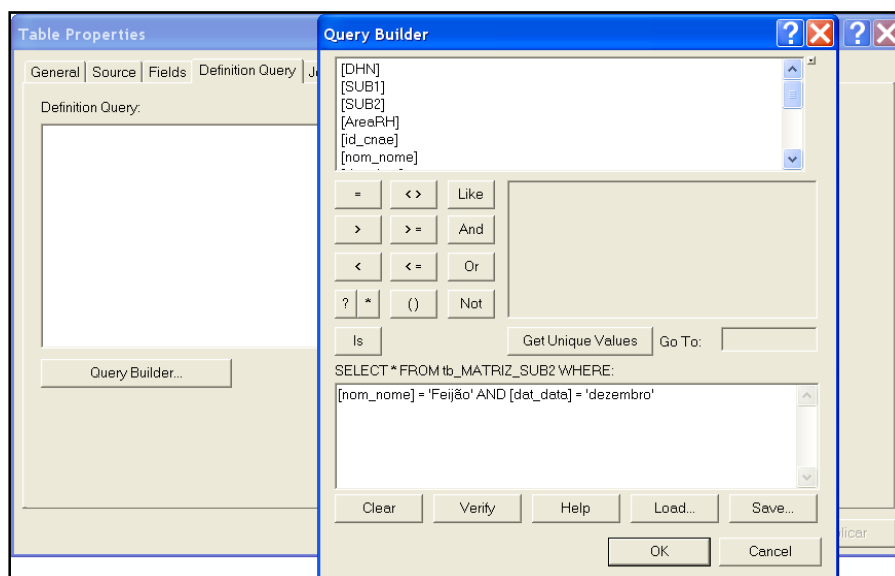 Table Properties
General Source Fields Definition Query
Definition Query:
Query Builder...
Query Builder
[DHN]
[SUB1]
[SUB2]
[AreaRH]
[id_cnae]
[nom_nome]
= <> Like
> >= And
< <= Or
? * () Not
Is Get Unique Values Go To:
SELECT * FROM tb_MATRIZ_SUB2 WHERE:
[nom_nome] = 'Feijão' AND [dat_data] = 'dezembro'
Clear Verify Help Load... Save...
OK Cancel